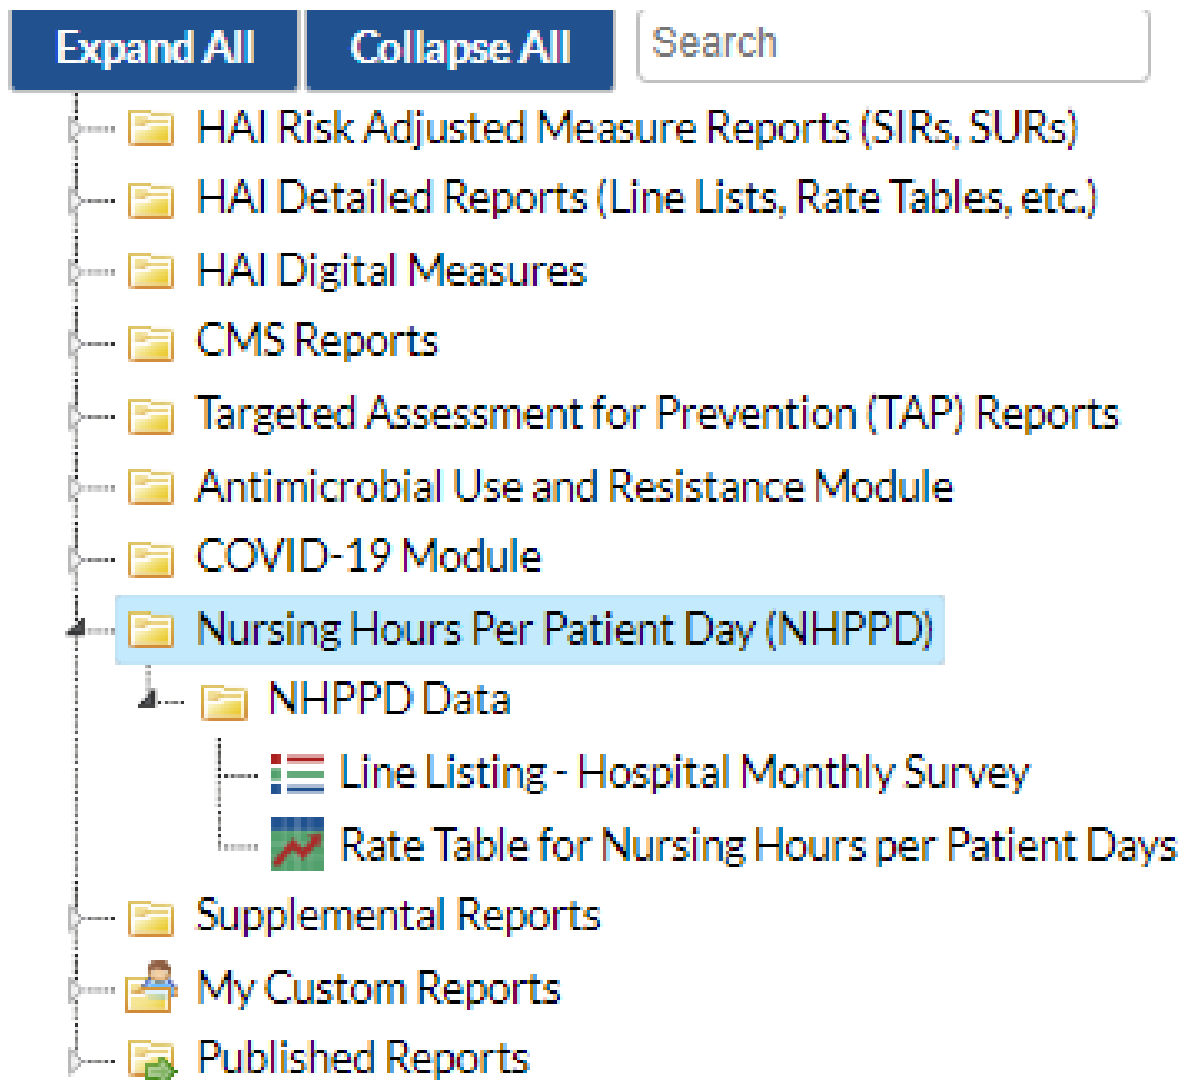 Expand All Collapse All Search
HAI Risk Adjusted Measure Reports (SIRs, SURs)
HAI Detailed Reports (Line Lists, Rate Tables, etc.)
HAI Digital Measures
CMS Reports
Targeted Assessment for Prevention (TAP) Reports
Antimicrobial Use and Resistance Module
COVID-19 Module
Nursing Hours Per Patient Day (NHPPD)
NHPPD Data
Line Listing - Hospital Monthly Survey
Rate Table for Nursing Hours per Patient Days
Supplemental Reports
My Custom Reports
Published Reports